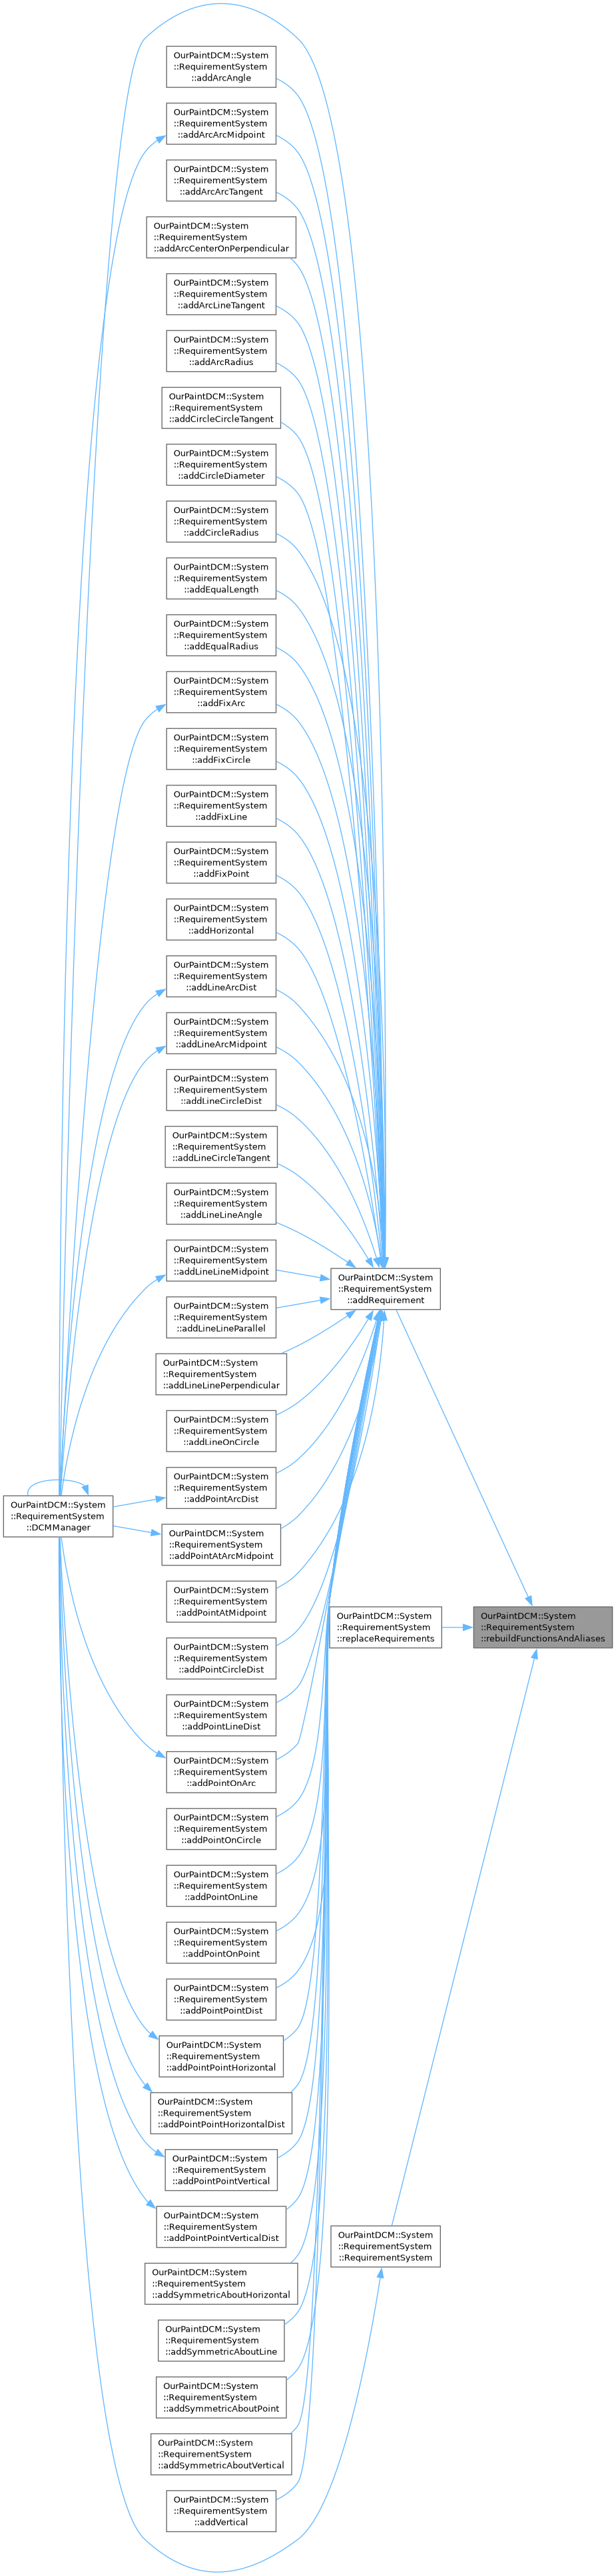 OurPaintDCM::System
::RequirementSystem
::addArcAngle
OurPaintDCM::System
::RequirementSystem
::addArcArcMidpoint
OurPaintDCM::System
::RequirementSystem
::addArcArcTangent
OurPaintDCM::System
::RequirementSystem
::addArcCenterOnPerpendicular
OurPaintDCM::System
::RequirementSystem
::addArcLineTangent
OurPaintDCM::System
::RequirementSystem
::addArcRadius
OurPaintDCM::System
::RequirementSystem
::addCircleCircleTangent
OurPaintDCM::System
::RequirementSystem
::addCircleDiameter
OurPaintDCM::System
::RequirementSystem
::addCircleRadius
OurPaintDCM::System
::RequirementSystem
::addEqualLength
OurPaintDCM::System
::RequirementSystem
::addEqualRadius
OurPaintDCM::System
::RequirementSystem
::addFixArc
OurPaintDCM::System
::RequirementSystem
::addFixCircle
OurPaintDCM::System
::RequirementSystem
::addFixLine
OurPaintDCM::System
::RequirementSystem
::addFixPoint
OurPaintDCM::System
::RequirementSystem
::addHorizontal
OurPaintDCM::System
::RequirementSystem
::addLineArcDist
OurPaintDCM::System
::RequirementSystem
::addLineArcMidpoint
OurPaintDCM::System
::RequirementSystem
::addLineCircleDist
OurPaintDCM::System
::RequirementSystem
::addLineCircleTangent
OurPaintDCM::System
::RequirementSystem
::addLineLineAngle
OurPaintDCM::System
::RequirementSystem
::addLineLineMidpoint
OurPaintDCM::System
::RequirementSystem
::addRequirement
OurPaintDCM::System
::RequirementSystem
::addLineLineParallel
OurPaintDCM::System
::RequirementSystem
::addLineLinePerpendicular
OurPaintDCM::System
::RequirementSystem
::addLineOnCircle
OurPaintDCM::System
::RequirementSystem
::addPointArcDist
OurPaintDCM::System
::RequirementSystem
::DCMManager
OurPaintDCM::System
::RequirementSystem
::addPointAtArcMidpoint
OurPaintDCM::System
::RequirementSystem
::addPointAtMidpoint
OurPaintDCM::System
::RequirementSystem
::replaceRequirements
OurPaintDCM::System
::RequirementSystem
::rebuildFunctionsAndAliases
OurPaintDCM::System
::RequirementSystem
::addPointCircleDist
OurPaintDCM::System
::RequirementSystem
::addPointLineDist
OurPaintDCM::System
::RequirementSystem
::addPointOnArc
OurPaintDCM::System
::RequirementSystem
::addPointOnCircle
OurPaintDCM::System
::RequirementSystem
::addPointOnLine
OurPaintDCM::System
::RequirementSystem
::addPointOnPoint
OurPaintDCM::System
::RequirementSystem
::addPointPointDist
OurPaintDCM::System
::RequirementSystem
::addPointPointHorizontal
OurPaintDCM::System
::RequirementSystem
::addPointPointHorizontalDist
OurPaintDCM::System
::RequirementSystem
::addPointPointVertical
OurPaintDCM::System
::RequirementSystem
::addPointPointVerticalDist
OurPaintDCM::System
::RequirementSystem
::RequirementSystem
OurPaintDCM::System
::RequirementSystem
::addSymmetricAboutHorizontal
OurPaintDCM::System
::RequirementSystem
::addSymmetricAboutLine
OurPaintDCM::System
::RequirementSystem
::addSymmetricAboutPoint
OurPaintDCM::System
::RequirementSystem
::addSymmetricAboutVertical
OurPaintDCM::System
::RequirementSystem
::addVertical